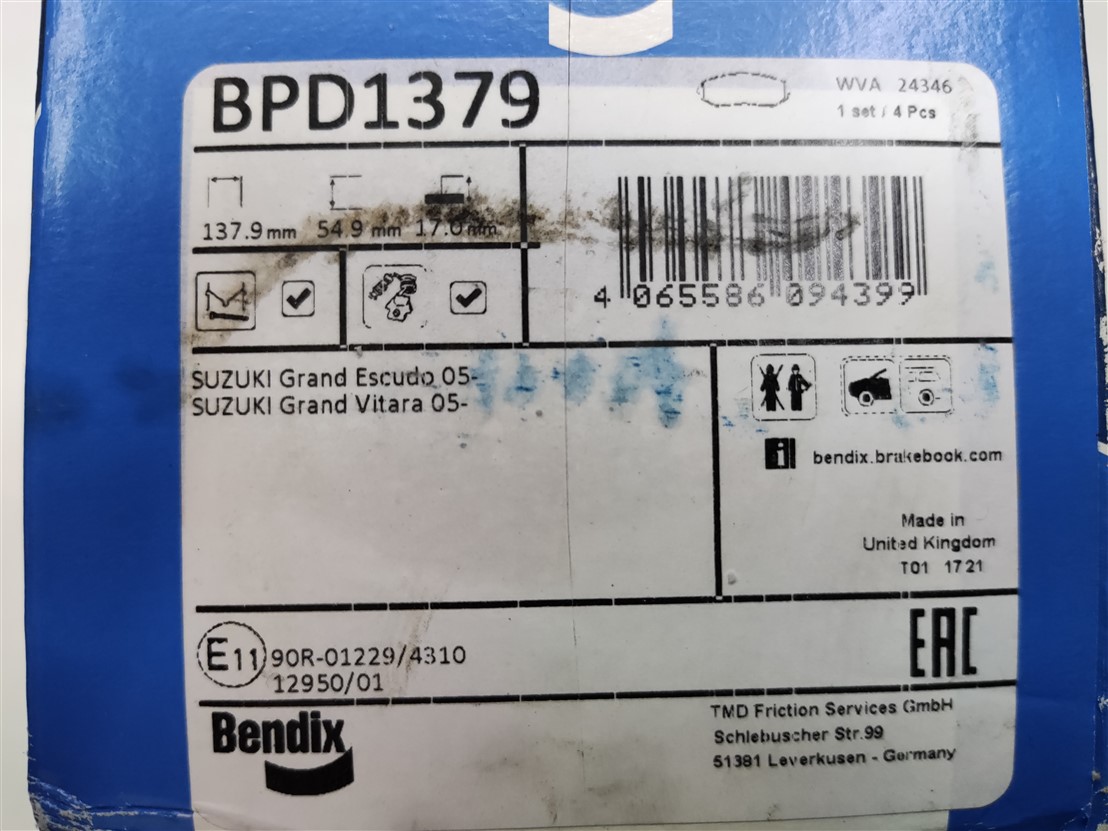 BPD1379
WVA 24346
1 set / 4 Pcs
137.9 mm 54.9 mm 17.0 mm
4 065586 094399
SUZUKI Grand Escudo 05-
SUZUKI Grand Vitara 05-
i bendix.brakebook.com
Made in
United Kingdom
T01 1721
E11 90R-01229/4310
12950/01
EAC
Bendix
TMD Friction Services GmbH
Schlebuscher Str.99
51381 Leverkusen - Germany